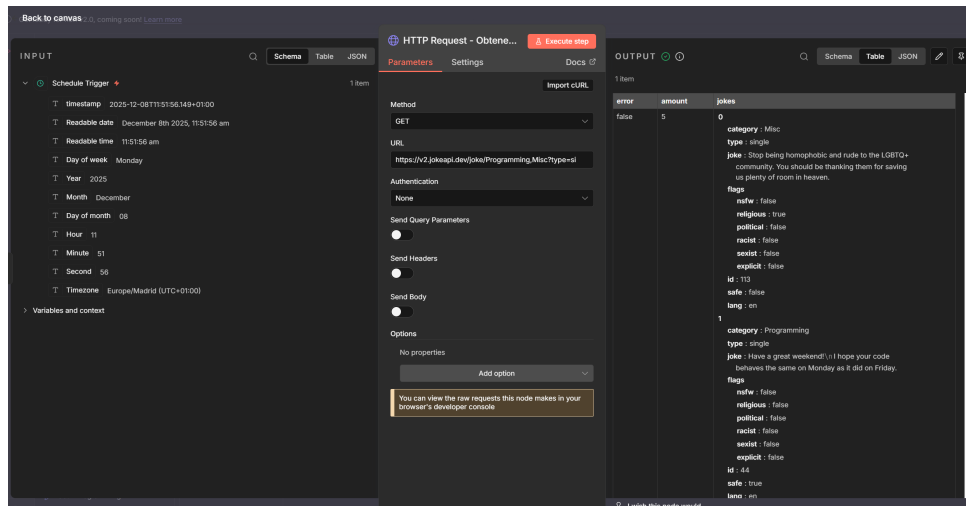 Back to canvas 2.0, coming soon! Learn more
INPUT
Schema Table JSON
Schedule Trigger
1 item
T timestamp 2025-12-08T11:51:56.149+01:00
T Readable date December 8th 2025, 11:51:56 am
T Readable time 11:51:56 am
T Day of week Monday
T Year 2025
T Month December
T Day of month 08
T Hour 11
T Minute 51
T Second 56
T Timezone Europe/Madrid (UTC+01:00)
Variables and context
HTTP Request - Obtene...
Execute step
Parameters Settings Docs
Import cURL
Method
GET
URL
https://v2.jokeapi.dev/joke/Programming,Misc?type=si
Authentication
None
Send Query Parameters
Send Headers
Send Body
Options
No properties
Add option
You can view the raw requests this node makes in your
browser's developer console
OUTPUT
Schema Table JSON
1 item
error amount jokes
false 5 0
category : Misc
type : single
joke : Stop being homophobic and rude to the LGBTQ+
community. You should be thanking them for saving
us plenty of room in heaven.
flags
nsfw : false
religious : true
political : false
racist : false
sexist : false
explicit : false
id : 113
safe : false
lang : en
1
category : Programming
type : single
joke : Have a great weekend!\n I hope your code
behaves the same on Monday as it did on Friday.
flags
nsfw : false
religious : false
political : false
racist : false
sexist : false
explicit : false
id : 44
safe : true
lang : en
I wish this node would